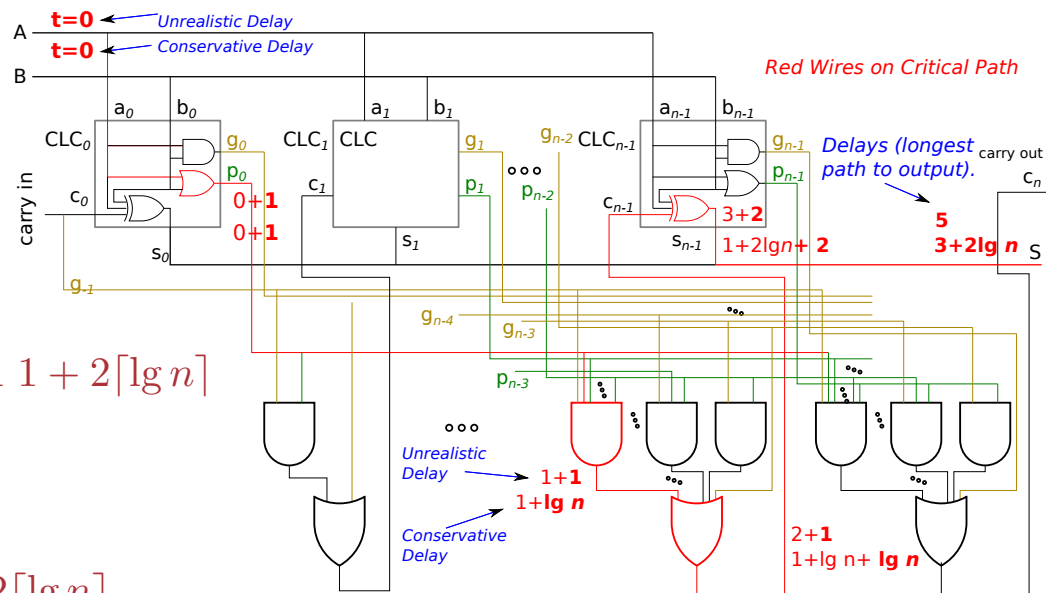 t=0 Unrealistic Delay
A
t=0 Conservative Delay
B
Red Wires on Critical Path
a0 b0 a1 b1 an-1 bn-1
CLC0 g0 CLC1 CLC g1 gn-2 CLCn-1 gn-1
Delays (longest
path to output).
carry out
p0 p1 pn-2 pn-1 cn
carry in
c0 c1 cn-1
0+1
0+1
3+2
1+2lgn+ 2
5
3+2lg n
s0 s1 sn-1 S
g-1
gn-4
gn-3
1 + 2⌈lg n⌉
pn-3
Unrealistic
Delay
1+1
1+lg n
Conservative
Delay
2+1
1+lg n+ lg n
2⌈lg n⌉